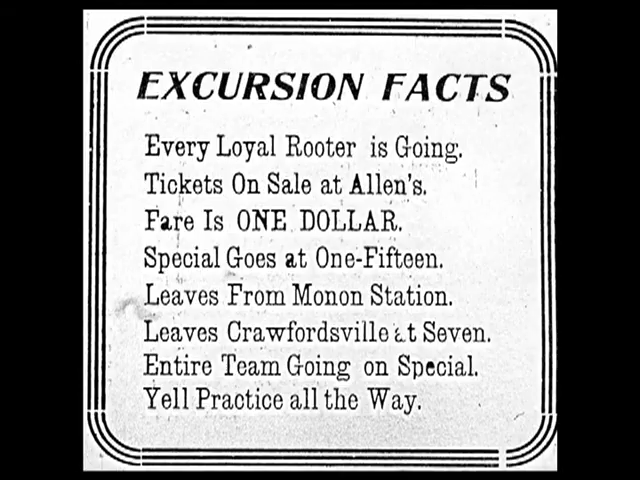 EXCURSION FACTS
Every Loyal Rooter is Going.
Tickets On Sale at Allen's.
Fare Is ONE DOLLAR.
Special Goes at One-Fifteen.
Leaves From Monon Station.
Leaves Crawfordsville at Seven.
Entire Team Going on Special.
Yell Practice all the Way.